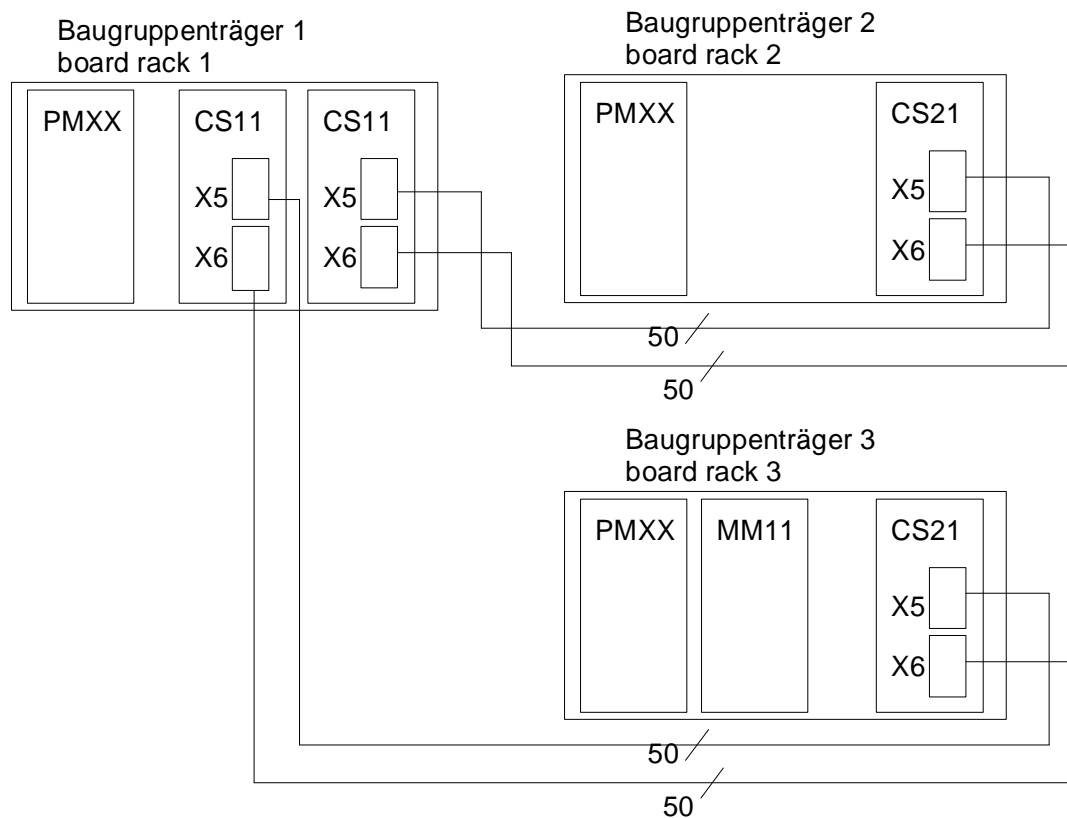 Baugruppenträger 1
board rack 1
PMXX
CS11
X5
X6
CS11
X5
X6
Baugruppenträger 2
board rack 2
PMXX
CS21
X5
X6
50
50
Baugruppenträger 3
board rack 3
PMXX
MM11
CS21
X5
X6
50
50